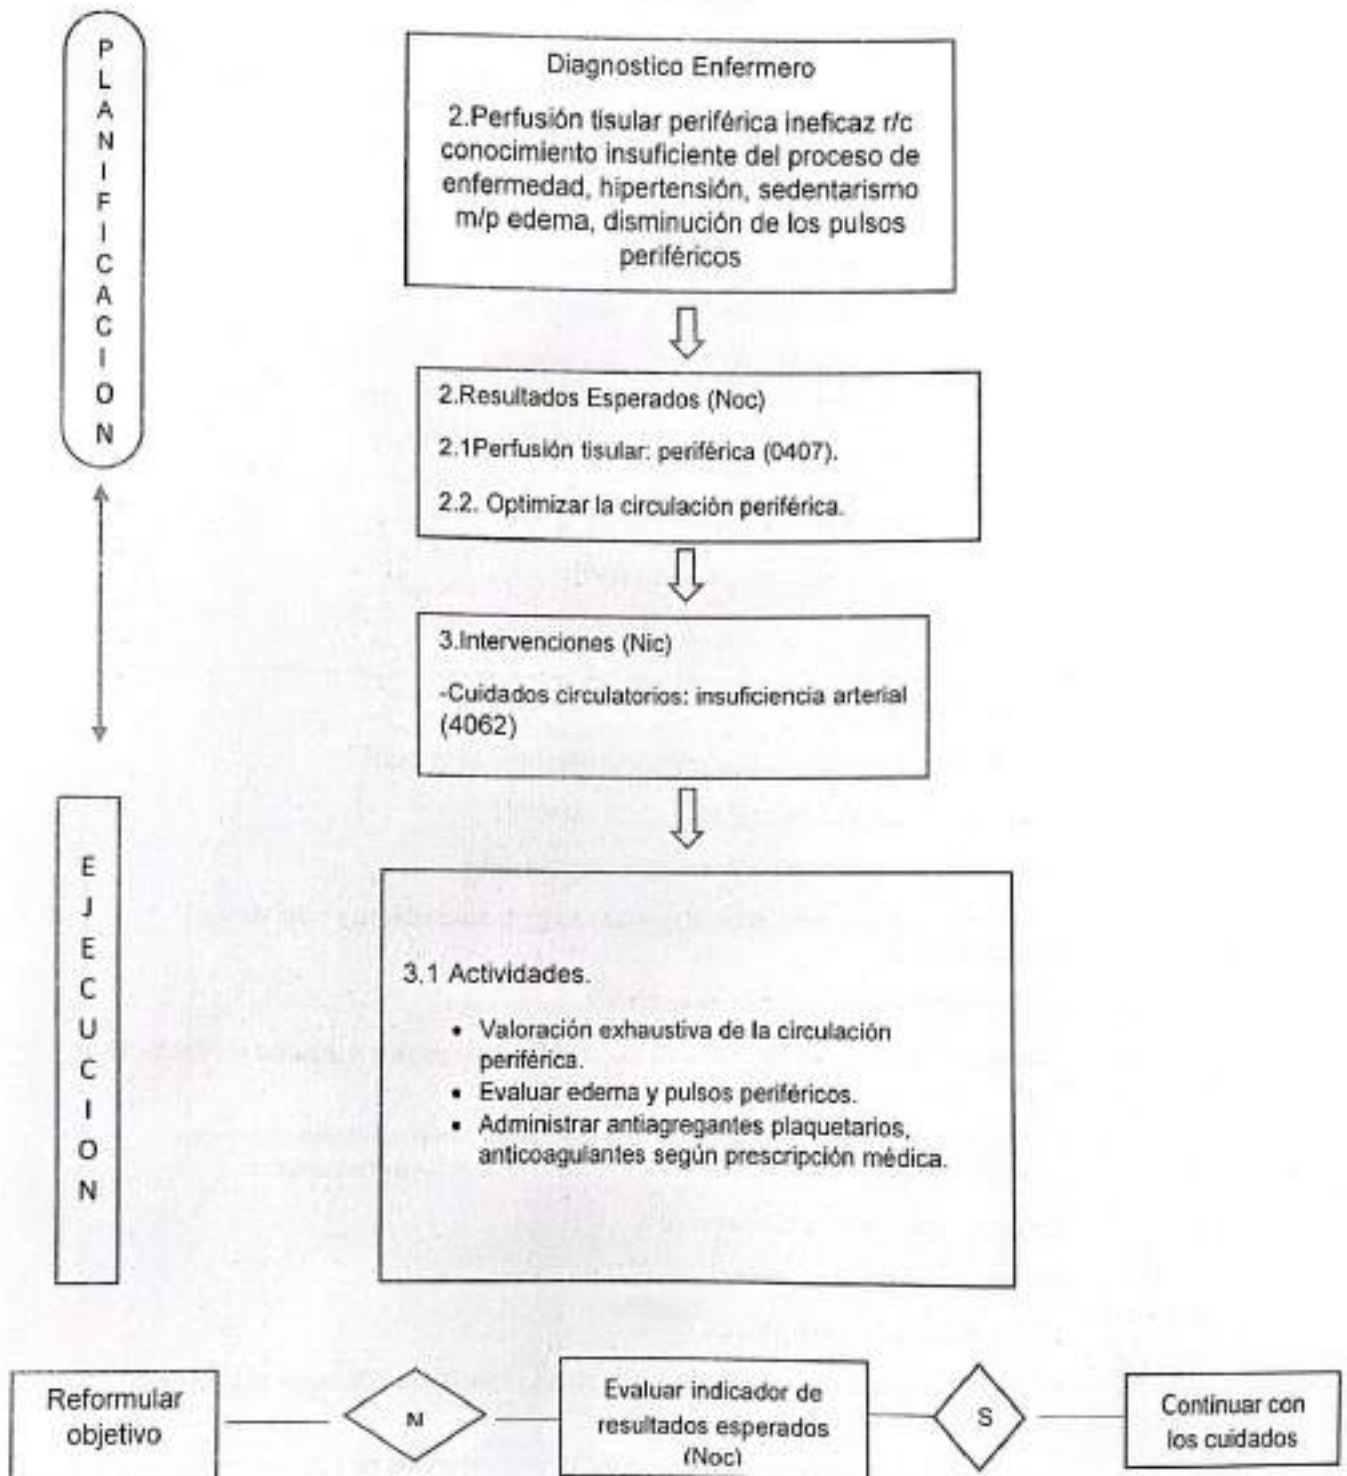 PLANIFICACION
Diagnostico Enfermero
2.Perfusión tisular periférica ineficaz r/c
conocimiento insuficiente del proceso de
enfermedad, hipertensión, sedentarismo
m/p edema, disminución de los pulsos
periféricos
2.Resultados Esperados (Noc)
2.1Perfusión tisular: periférica (0407).
2.2. Optimizar la circulación periférica.
3.Intervenciones (Nic)
-Cuidados circulatorios: insuficiencia arterial
(4062)
EJECUCION
3.1 Actividades.
• Valoración exhaustiva de la circulación
periférica.
• Evaluar edema y pulsos periféricos.
• Administrar antiagregantes plaquetarios,
anticoagulantes según prescripción médica.
Reformular
objetivo
N
Evaluar indicador de
resultados esperados
(Noc)
S
Continuar con
los cuidados